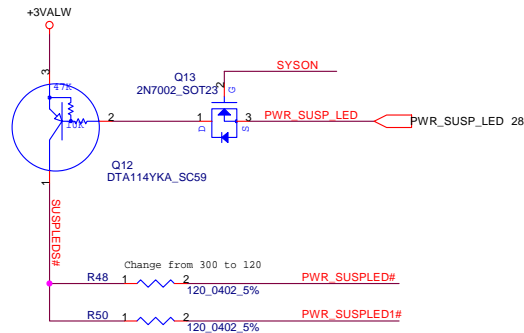 +3VALW
3
47K
10K
2
Q12
DTA114YKA_SC59
1
Q13
2N7002_SOT23
SYSON
2
G
1
D
S
3
PWR_SUSP_LED
PWR_SUSP_LED 28
SUSPLEDS#
Change from 300 to 120
R48
1
2
120_0402_5%
PWR_SUSPLED#
R50
1
2
120_0402_5%
PWR_SUSPLED1#